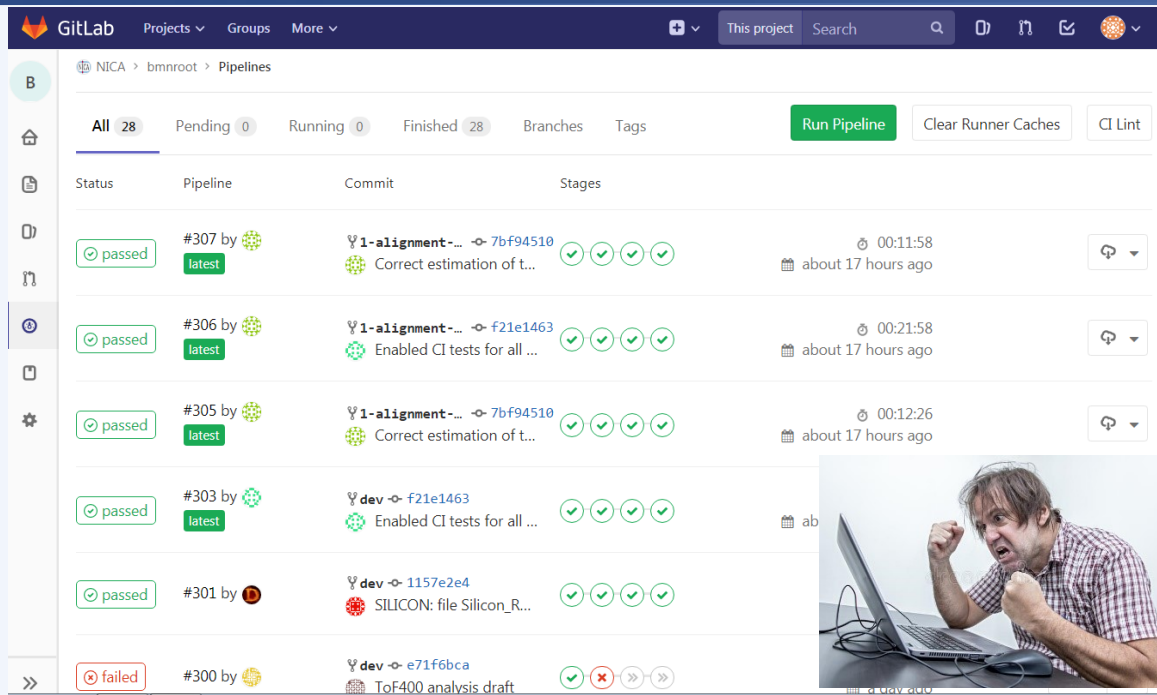 GitLab Projects Groups More This project Search
B NICA > bmnroot > Pipelines
All 28 Pending 0 Running 0 Finished 28 Branches Tags Run Pipeline Clear Runner Caches CI Lint
Status Pipeline Commit Stages
passed #307 by 1-alignment-… 7bf94510 00:11:58
latest Correct estimation of t... about 17 hours ago
passed #306 by 1-alignment-… f21e1463 00:21:58
latest Enabled CI tests for all ... about 17 hours ago
passed #305 by 1-alignment-… 7bf94510 00:12:26
latest Correct estimation of t... about 17 hours ago
passed #303 by dev f21e1463
latest Enabled CI tests for all ... ab
passed #301 by D dev 1157e2e4
SILICON: file Silicon_R...
failed #300 by dev e71f6bca
ToF400 analysis draft a day ago